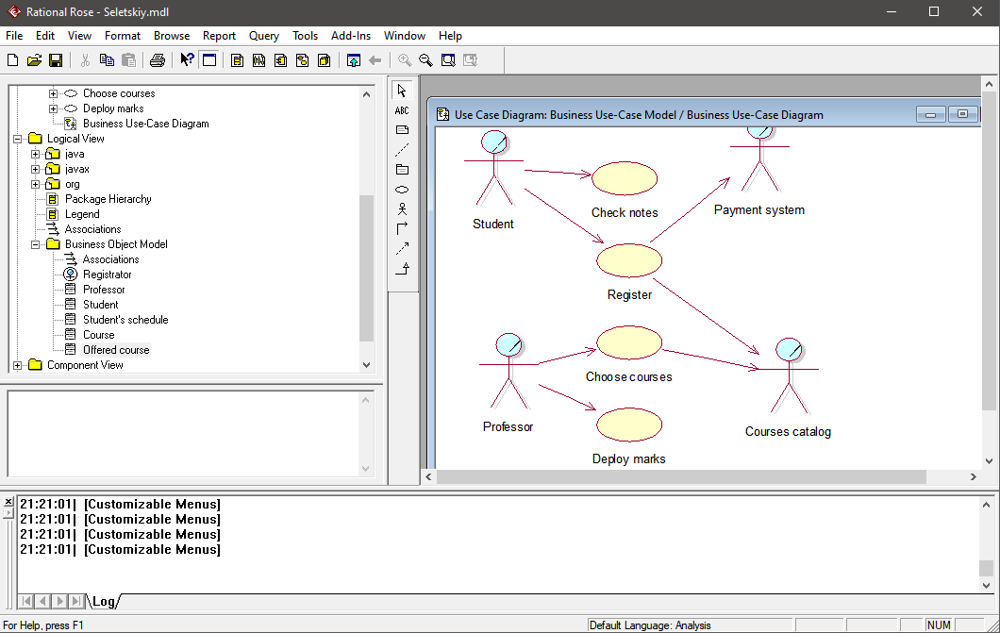 Rational Rose - Seletskiy.mdl
File Edit View Format Browse Report Query Tools Add-Ins Window Help
Choose courses
Deploy marks
Business Use-Case Diagram
Logical View
java
javax
org
Package Hierarchy
Legend
Associations
Business Object Model
Associations
Registrator
Professor
Student
Student's schedule
Course
Offered course
Component View
ABC
Use Case Diagram: Business Use-Case Model / Business Use-Case Diagram
Student
Check notes
Payment system
Register
Choose courses
Professor
Courses catalog
Deploy marks
21:21:01| [Customizable Menus]
21:21:01| [Customizable Menus]
21:21:01| [Customizable Menus]
21:21:01| [Customizable Menus]
Log
For Help, press F1
Default Language: Analysis
NUM